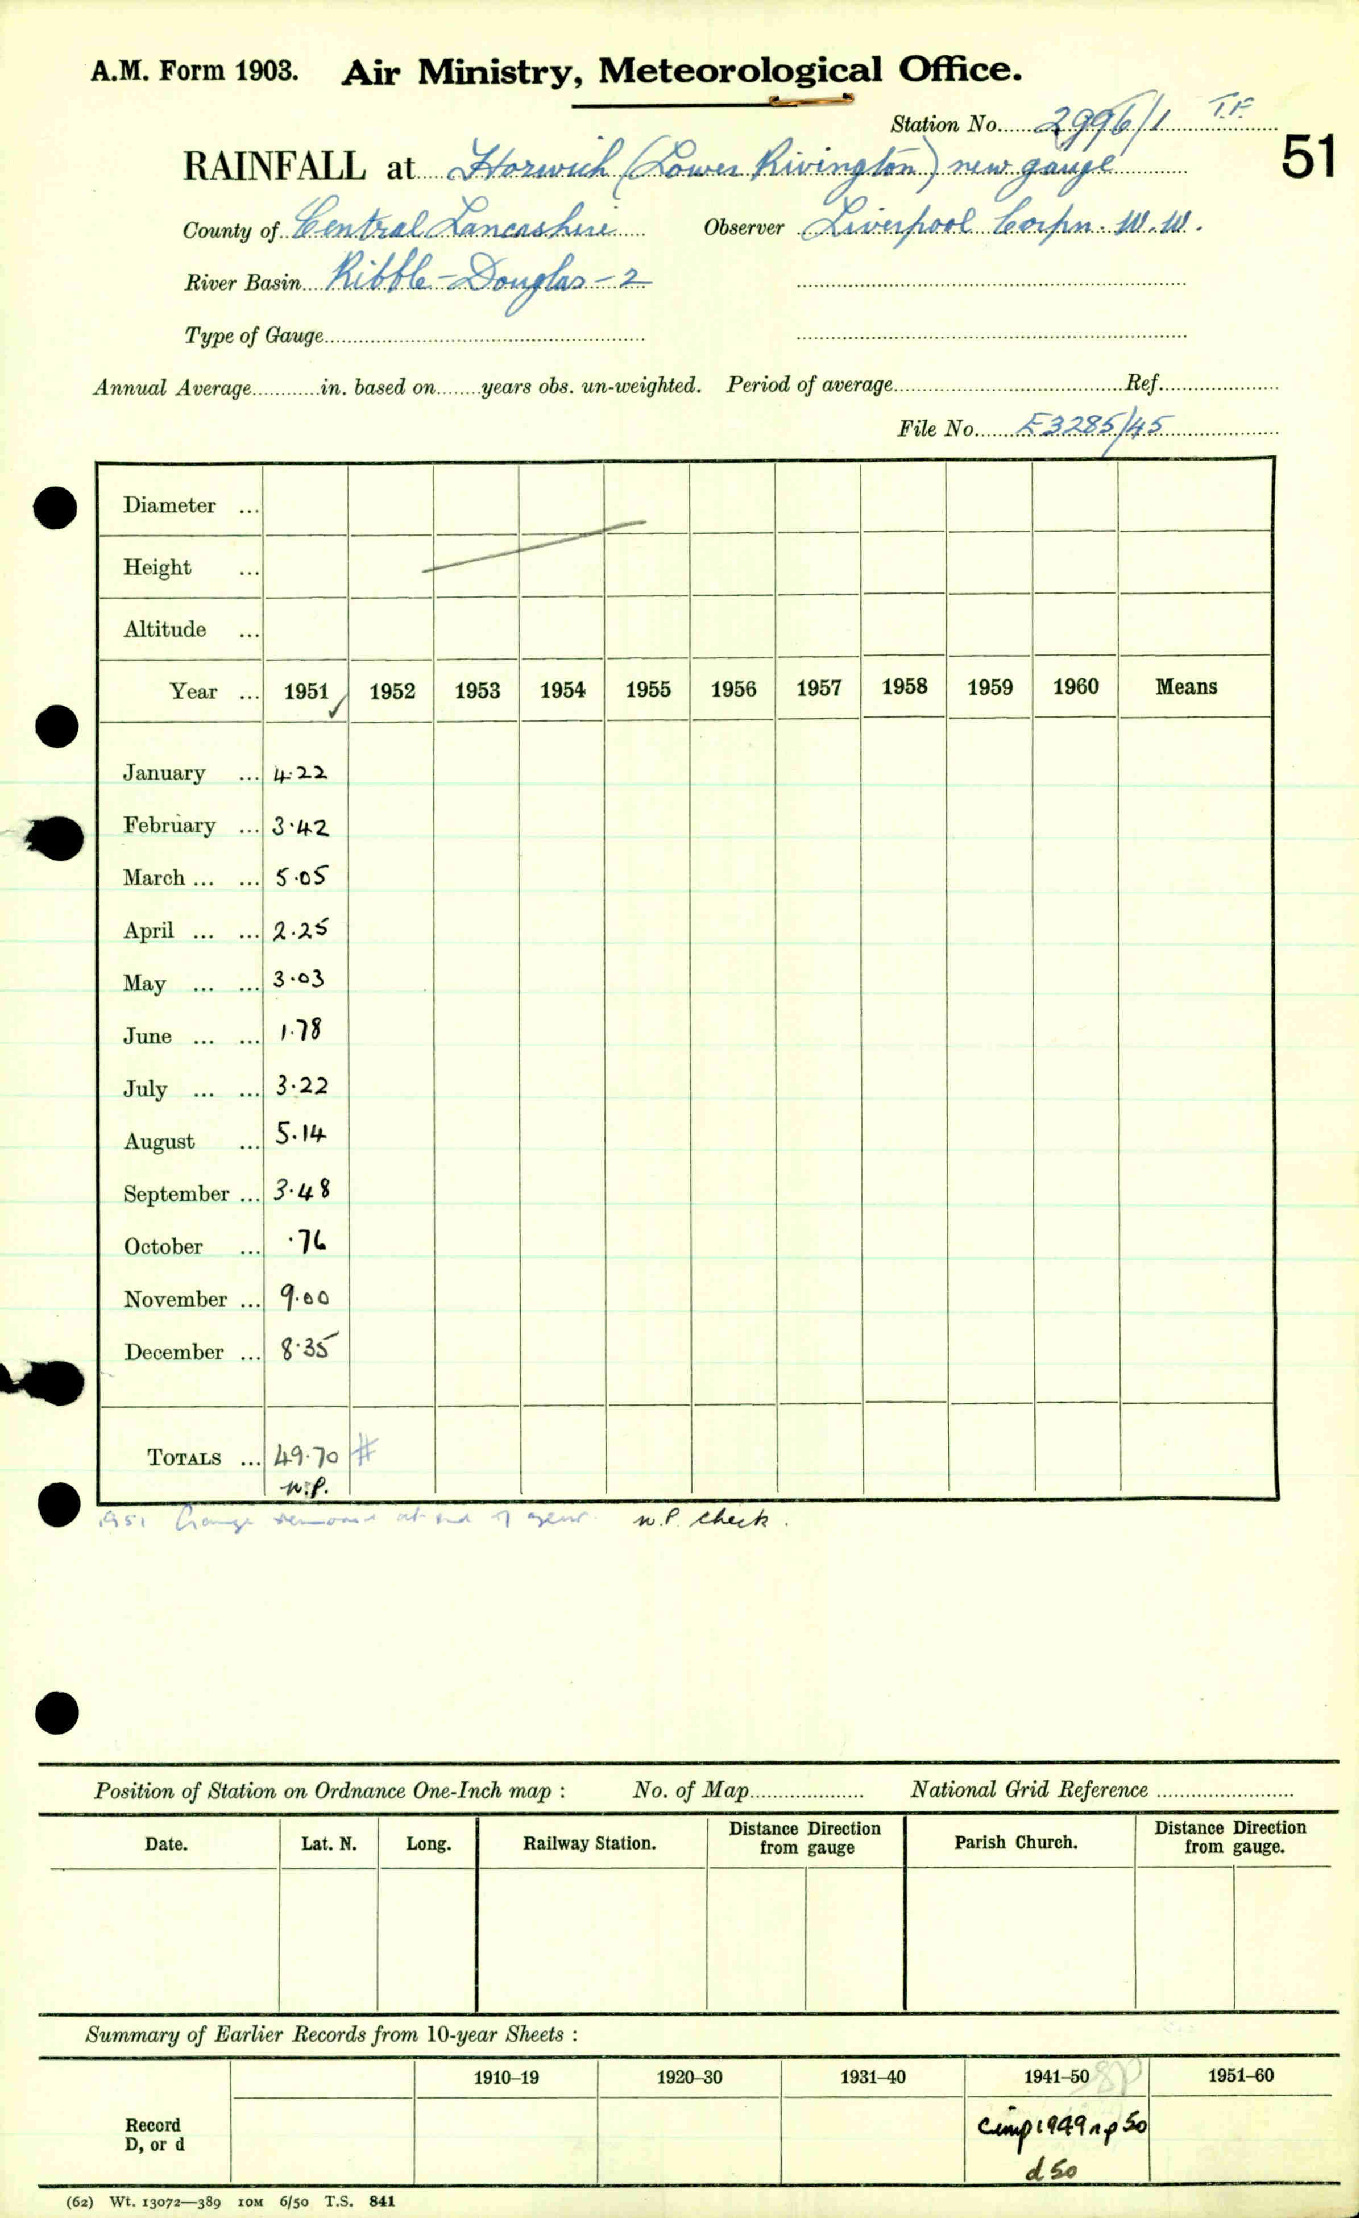 A.M. Form 1903. Air Ministry, Meteorological Office.
Station No. 2996/1 T.F.
51
RAINFALL at Horwich (Lower Rivington) new gauge
County of Central Lancashire Observer Liverpool Corpn. W.W.
River Basin Ribble-Douglas-2
Type of Gauge
Annual Average in. based on years obs. un-weighted. Period of average Ref.
File No. E3285/45
Diameter ...
Height ...
Altitude ...
Year ... 1951 ✓ 1952 1953 1954 1955 1956 1957 1958 1959 1960 Means
January ... 4.22
February ... 3.42
March ... ... 5.05
April ... ... 2.25
May ... ... 3.03
June ... ... 1.78
July ... ... 3.22
August ... 5.14
September ... 3.48
October ... .76
November ... 9.00
December ... 8.35
TOTALS ... 49.70 #
n.P.
1951 Gauge removed at end of year. n.P. check.
Position of Station on Ordnance One-Inch map : No. of Map National Grid Reference
Date. Lat. N. Long. Railway Station. Distance Direction from gauge Parish Church. Distance Direction from gauge.
Summary of Earlier Records from 10-year Sheets :
1910–19 1920–30 1931–40 1941–50 1951–60
Record
D, or d
1949 np 50
d 50
(62) Wt. 13072—389 10M 6/50 T.S. 841